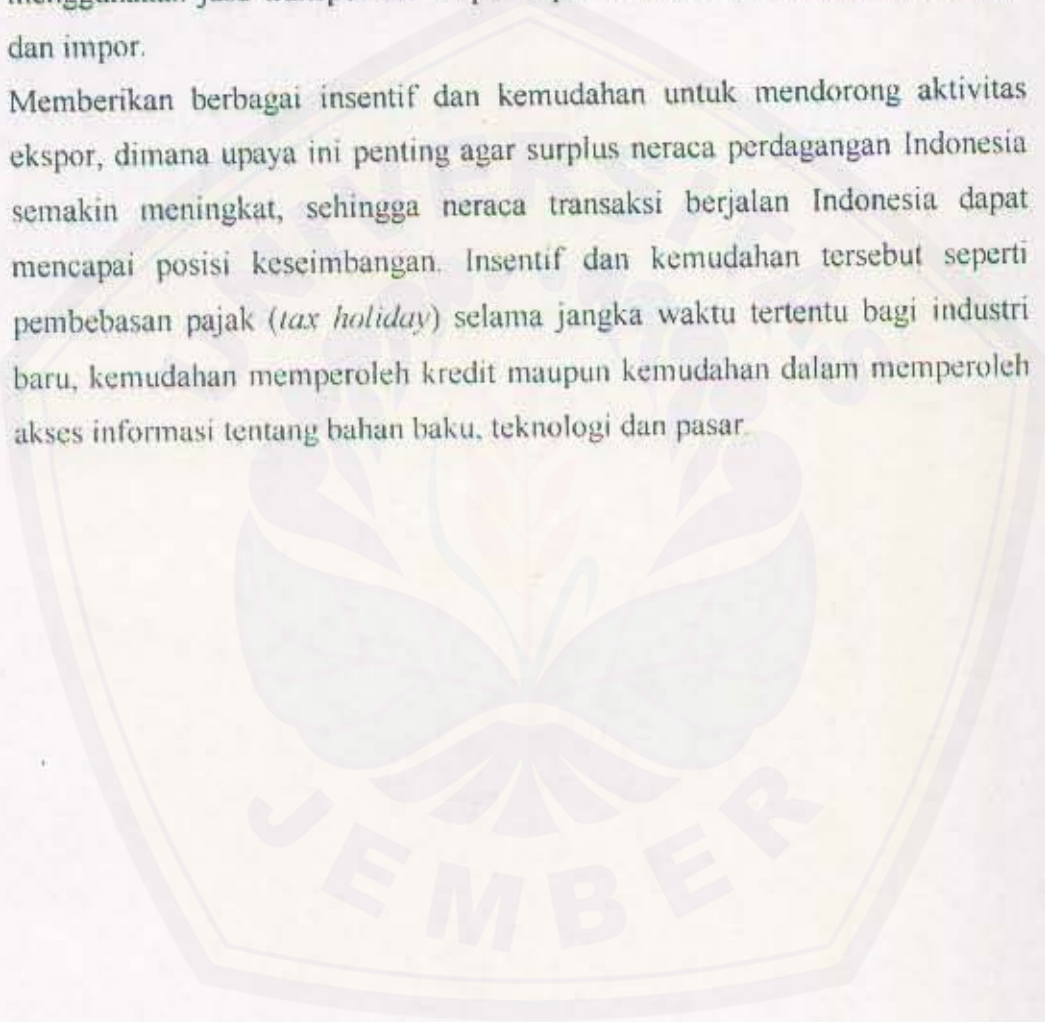 dan impor.
Memberikan berbagai insentif dan kemudahan untuk mendorong aktivitas
ekspor, dimana upaya ini penting agar surplus neraca perdagangan Indonesia
semakin meningkat, sehingga neraca transaksi berjalan Indonesia dapat
mencapai posisi keseimbangan. Insentif dan kemudahan tersebut seperti
pembebasan pajak (tax holiday) selama jangka waktu tertentu bagi industri
baru, kemudahan memperoleh kredit maupun kemudahan dalam memperoleh
akses informasi tentang bahan baku, teknologi dan pasar.
UNIVERSITAS
JEMBER